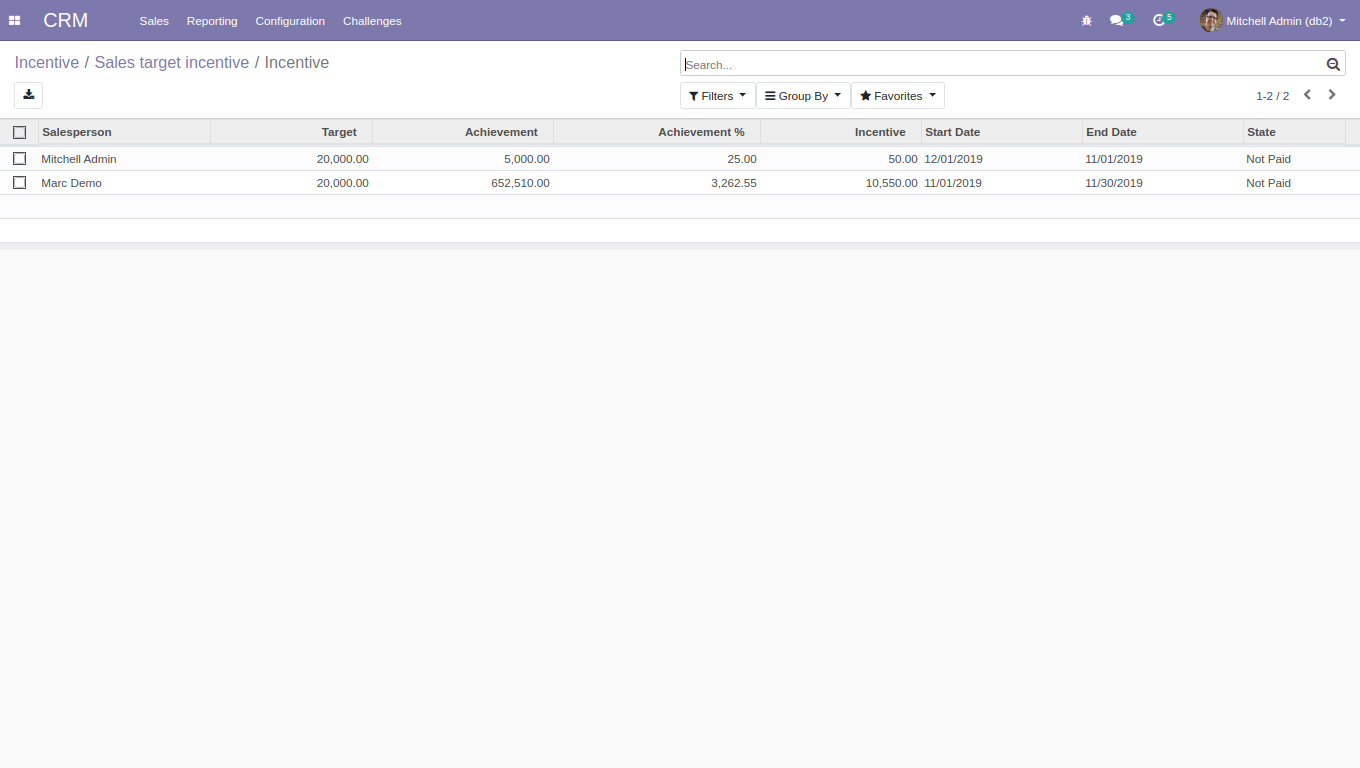 CRM Sales Reporting Configuration Challenges 3 5 Mitchell Admin (db2)
Incentive / Sales target incentive / Incentive
Search...
Filters Group By Favorites 1-2 / 2
Salesperson Target Achievement Achievement % Incentive Start Date End Date State
Mitchell Admin 20,000.00 5,000.00 25.00 50.00 12/01/2019 11/01/2019 Not Paid
Marc Demo 20,000.00 652,510.00 3,262.55 10,550.00 11/01/2019 11/30/2019 Not Paid